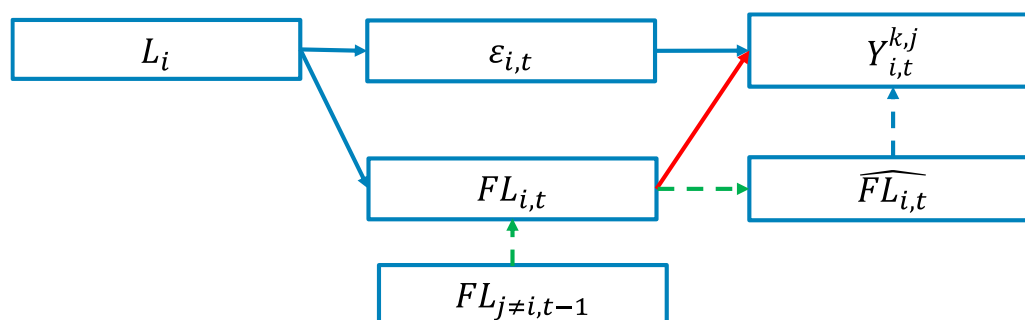 L_i
ε_{i,t}
Y_{i,t}^{k,j}
FL_{i,t}
\widehat{FL_{i,t}}
FL_{j≠i,t−1}